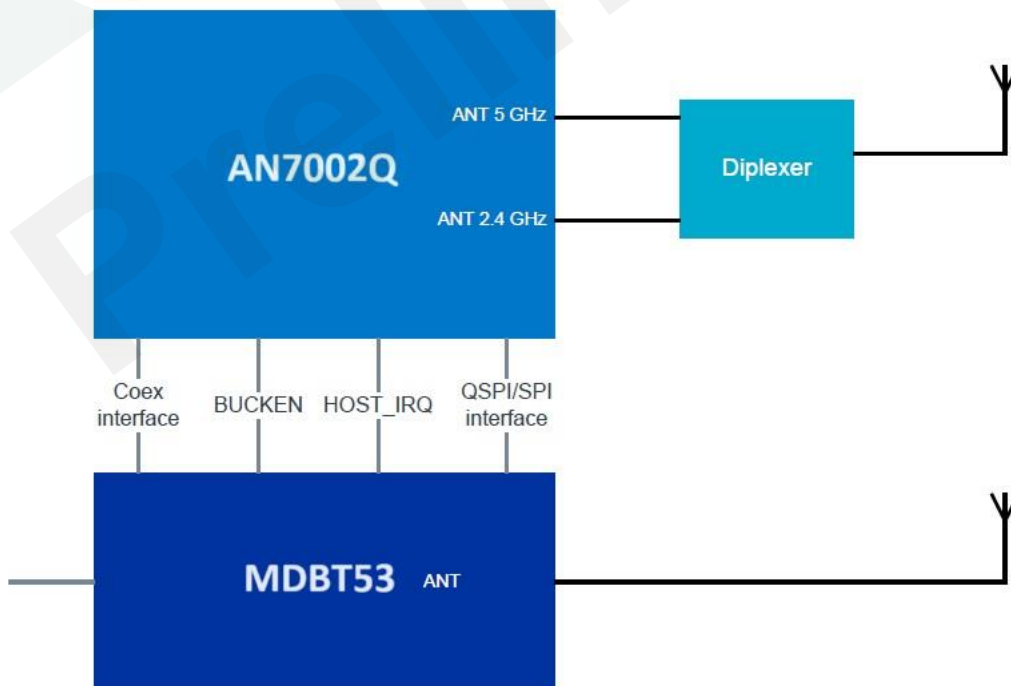 ANT 5 GHz
AN7002Q
Diplexer
ANT 2.4 GHz
Coex
interface
BUCKEN
HOST_IRQ
QSPI/SPI
interface
MDBT53
ANT